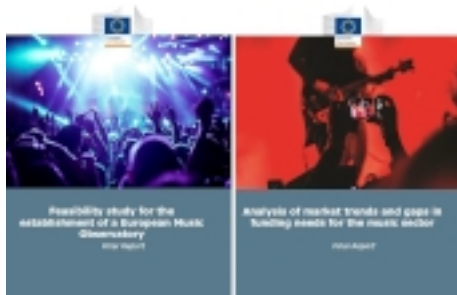 Feasibility study for the
establishment of a European Music
Observatory
Final Report
Analysis of market trends and gaps in
funding needs for the music sector
Final Report